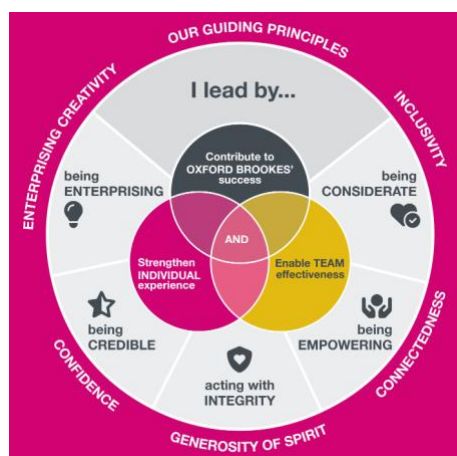 OUR GUIDING PRINCIPLES
I lead by...
ENTERPRISING CREATIVITY
INCLUSIVITY
Contribute to
OXFORD BROOKES'
success
being
ENTERPRISING
being
CONSIDERATE
AND
Strengthen
INDIVIDUAL
experience
Enable TEAM
effectiveness
being
CREDIBLE
being
EMPOWERING
acting with
INTEGRITY
CONFIDENCE
CONNECTEDNESS
GENEROSITY OF SPIRIT